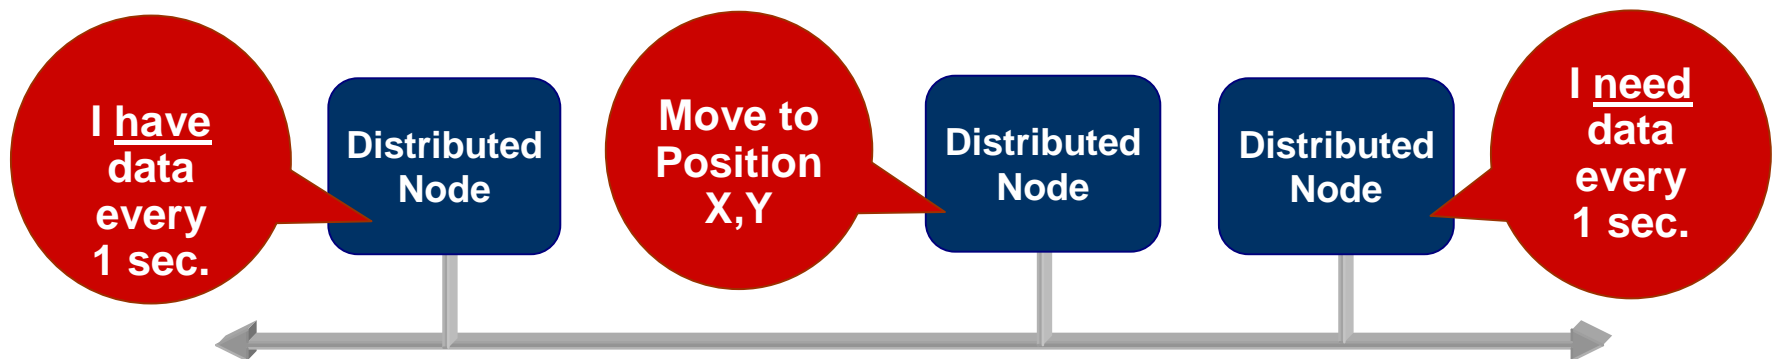 I have
data
every
1 sec.
Distributed
Node
Move to
Position
X,Y
Distributed
Node
Distributed
Node
I need
data
every
1 sec.